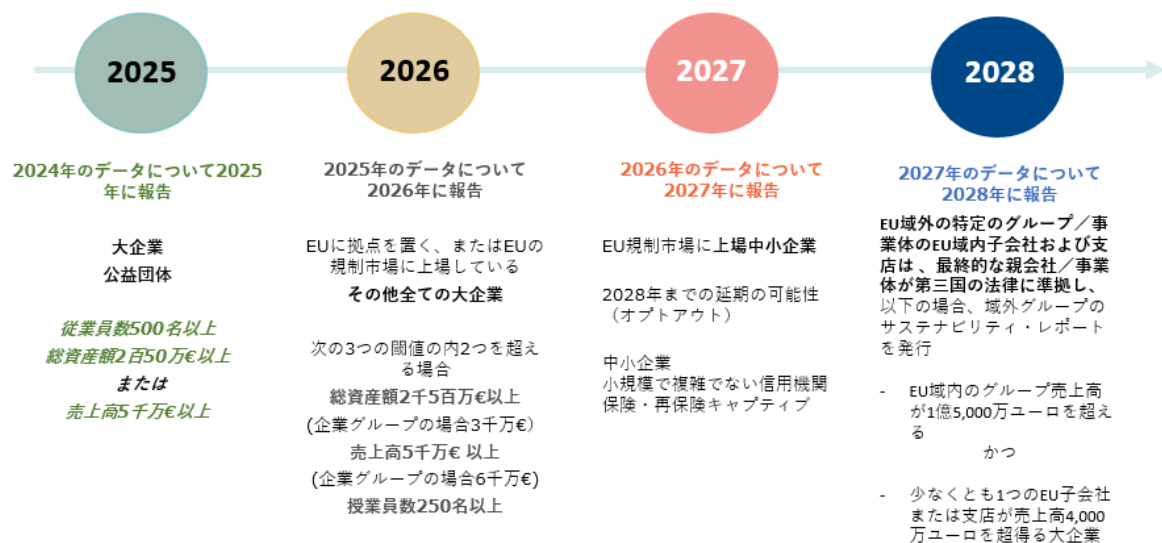 2025
2024年のデータについて2025
年に報告
大企業
公益団体
従業員数500名以上
総資産額2百50万€以上
または
売上高5千万€以上
2026
2025年のデータについて
2026年に報告
EUに拠点を置く、またはEUの
規制市場に上場している
その他全ての大企業
次の3つの閾値の内2つを超え
る場合
総資産額2千5百万€以上
(企業グループの場合3千万€)
売上高5千万€ 以上
(企業グループの場合6千万€)
授業員数250名以上
2027
2026年のデータについて
2027年に報告
EU規制市場に上場中小企業
2028年までの延期の可能性
（オプトアウト）
中小企業
小規模で複雑でない信用機関
保険・再保険キャプティブ
2028
2027年のデータについて
2028年に報告
EU域外の特定のグループ／事
業体のEU域内子会社および支
店は 、最終的な親会社／事業
体が第三国の法律に準拠し、
以下の場合、域外グループの
サステナビリティ・レポート
を発行
- EU域内のグループ売上高
が1億5,000万ユーロを超え
る
かつ
- 少なくとも1つのEU子会社
または支店が売上高4,000
万ユーロを超得る大企業